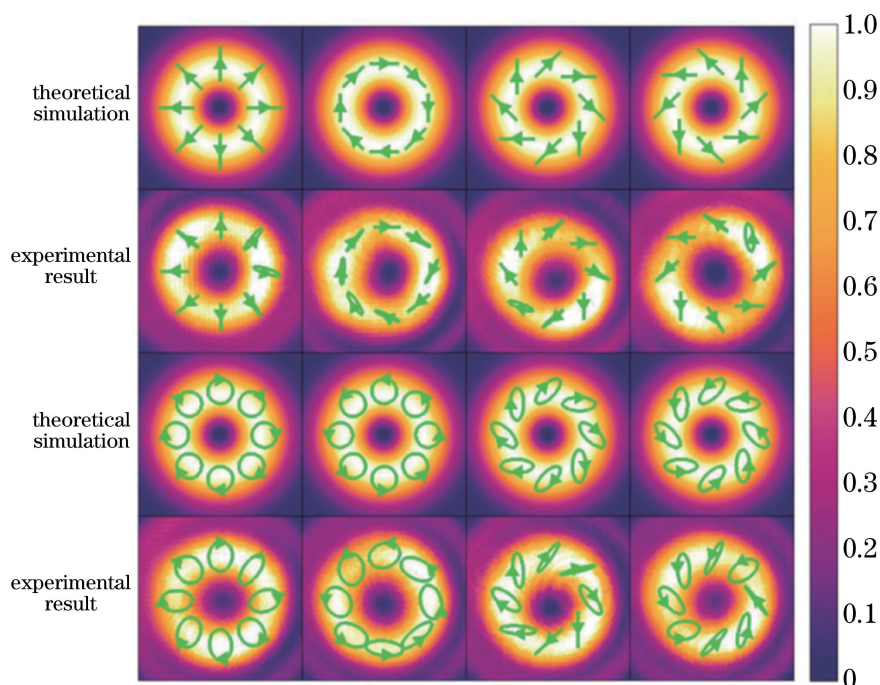 theoretical
simulation
experimental
result
theoretical
simulation
experimental
result
1.0
0.9
0.8
0.7
0.6
0.5
0.4
0.3
0.2
0.1
0